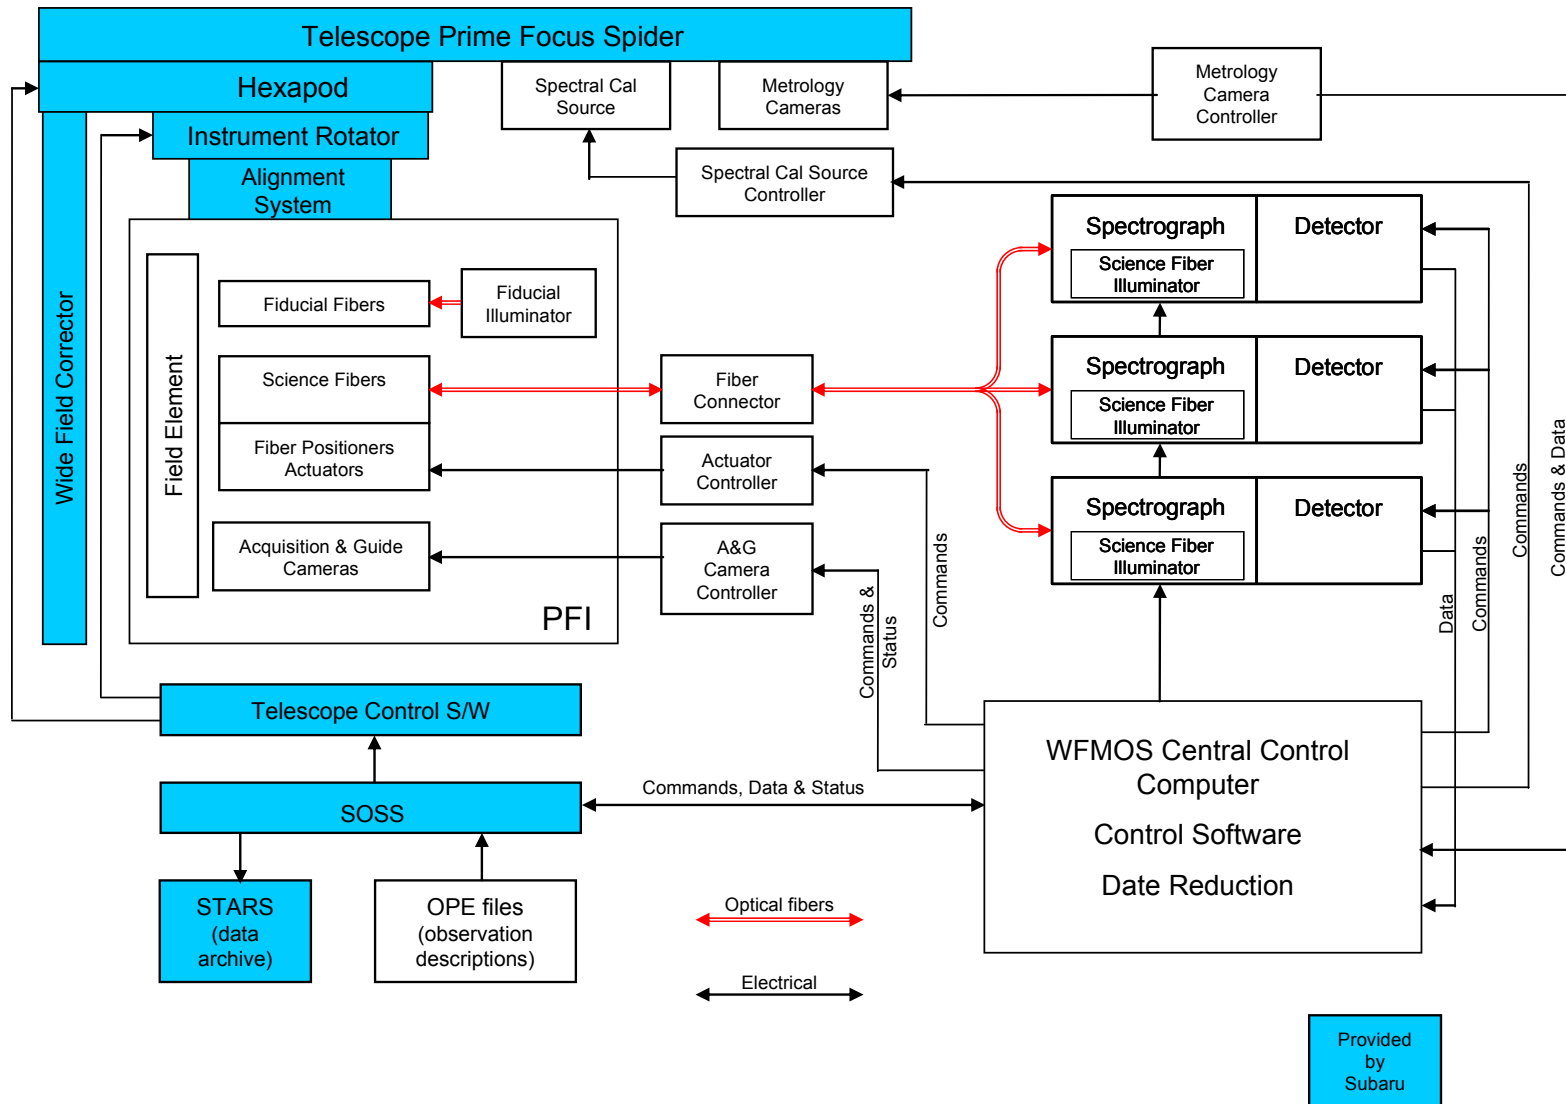 Telescope Prime Focus Spider
Hexapod
Instrument Rotator
Alignment
System
Wide Field Corrector
Spectral Cal
Source
Metrology
Cameras
Metrology
Camera
Controller
Spectral Cal Source
Controller
Field Element
Fiducial Fibers
Fiducial
Illuminator
Science Fibers
Fiber Positioners
Actuators
Acquisition & Guide
Cameras
PFI
Fiber
Connector
Actuator
Controller
A&G
Camera
Controller
Spectrograph
Science Fiber
Illuminator
Detector
Spectrograph
Science Fiber
Illuminator
Detector
Spectrograph
Science Fiber
Illuminator
Detector
Commands &
Status
Commands
Data
Commands
Commands
Commands & Data
Telescope Control S/W
SOSS
Commands, Data & Status
STARS
(data
archive)
OPE files
(observation
descriptions)
WFMOS Central Control
Computer
Control Software
Date Reduction
Optical fibers
Electrical
Provided
by
Subaru